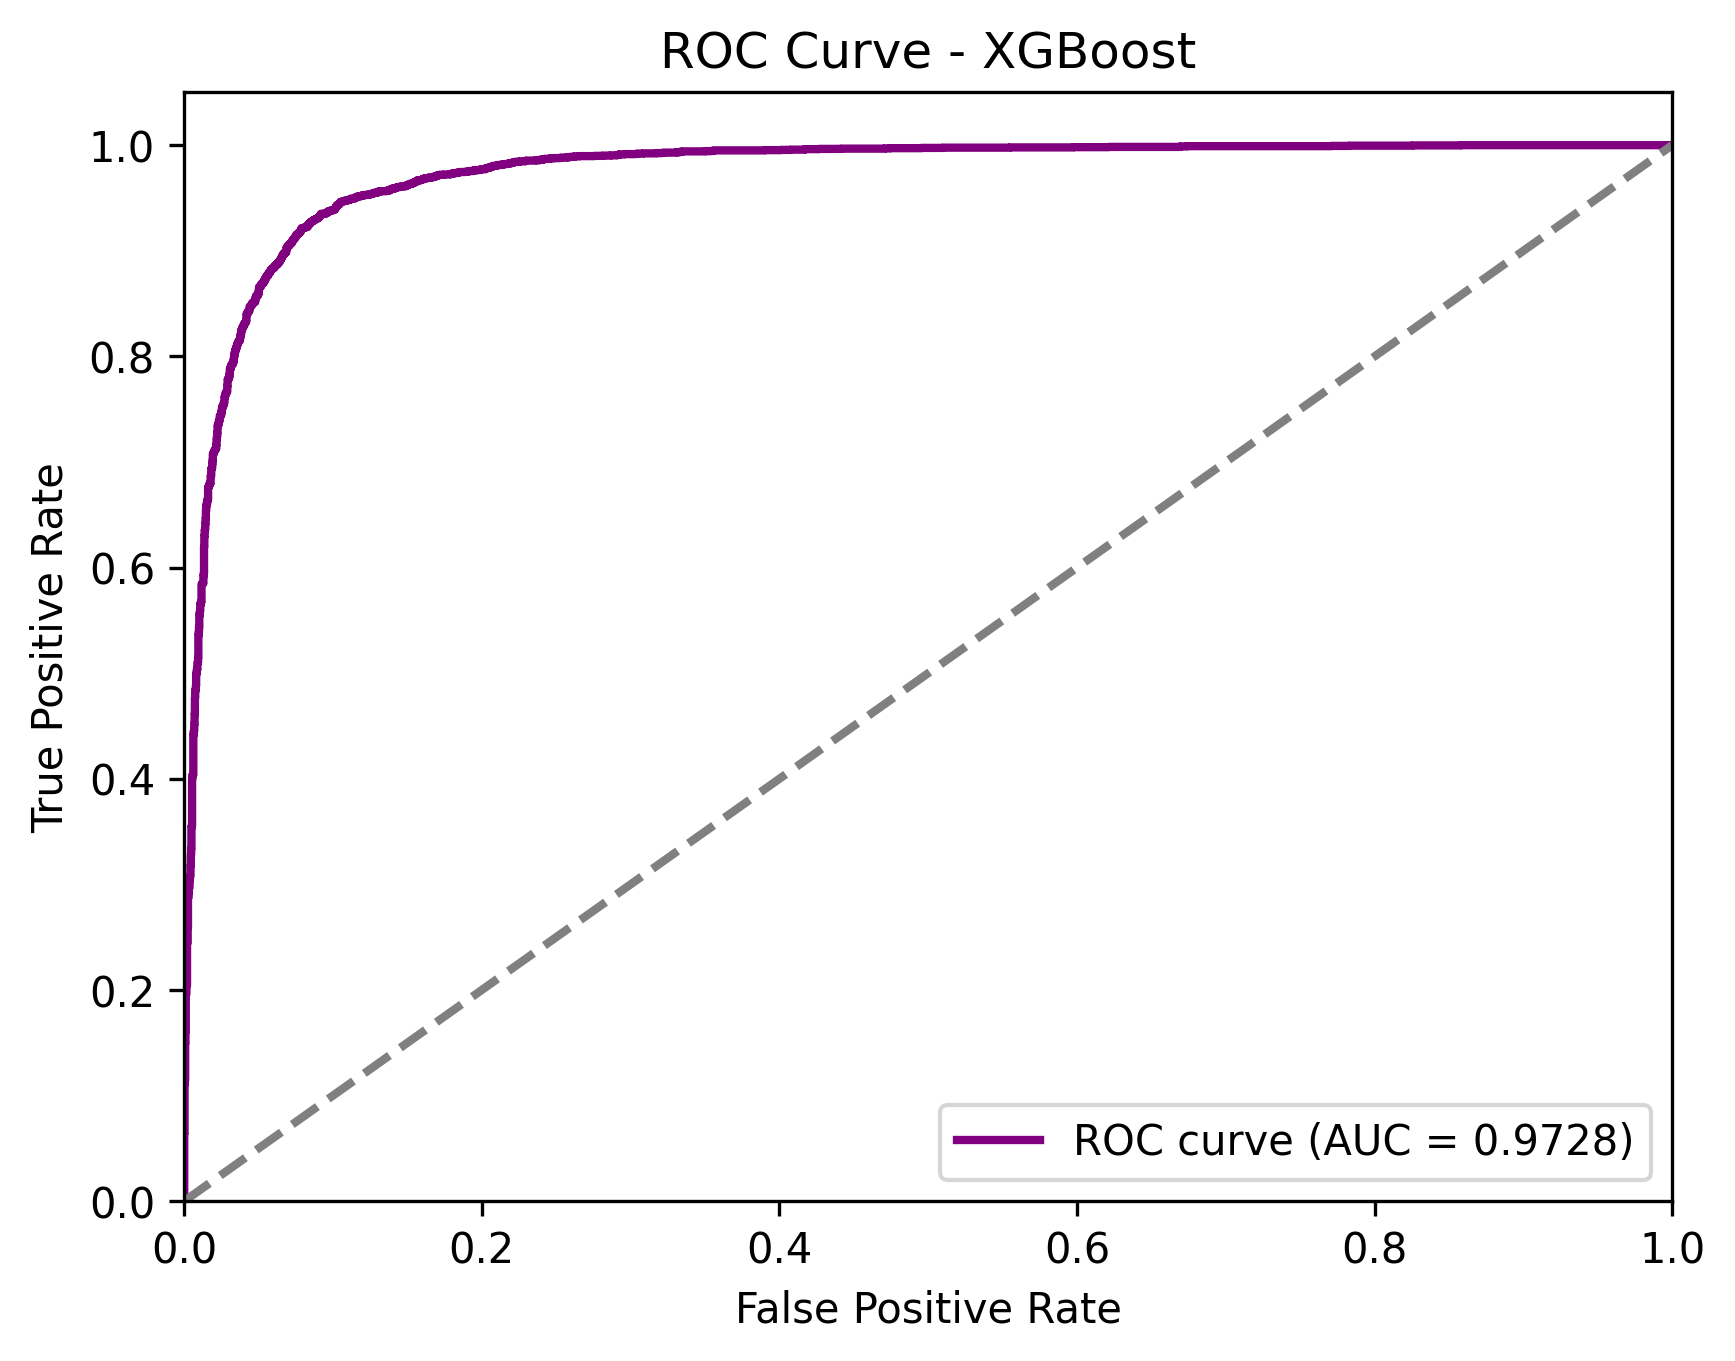 ROC Curve - XGBoost
True Positive Rate
1.0
0.8
0.6
0.4
0.2
0.0
ROC curve (AUC = 0.9728)
0.0 0.2 0.4 0.6 0.8 1.0
False Positive Rate